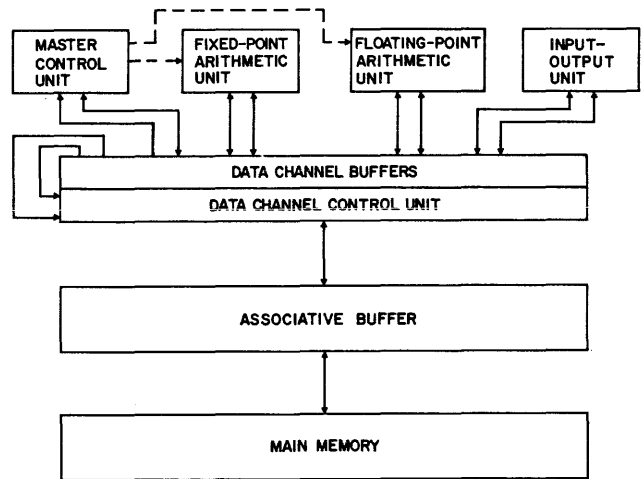 MASTER
CONTROL
UNIT
FIXED-POINT
ARITHMETIC
UNIT
FLOATING-POINT
ARITHMETIC
UNIT
INPUT-
OUTPUT
UNIT
DATA CHANNEL BUFFERS
DATA CHANNEL CONTROL UNIT
ASSOCIATIVE BUFFER
MAIN MEMORY